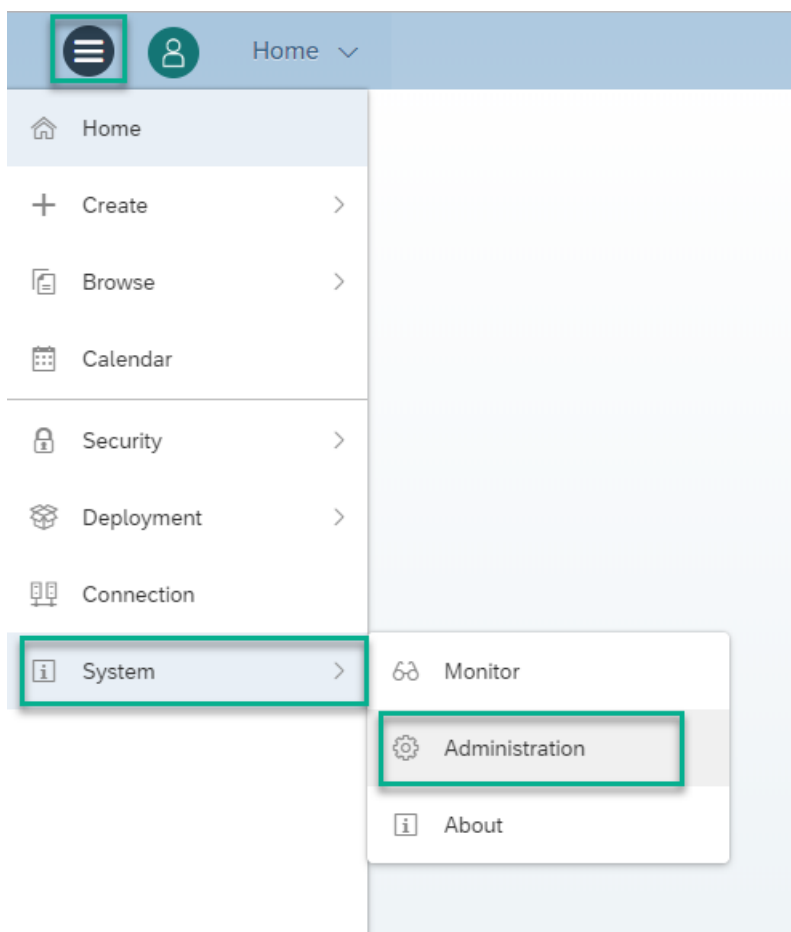 Home
Home
Create
Browse
Calendar
Security
Deployment
Connection
System
Monitor
Administration
About